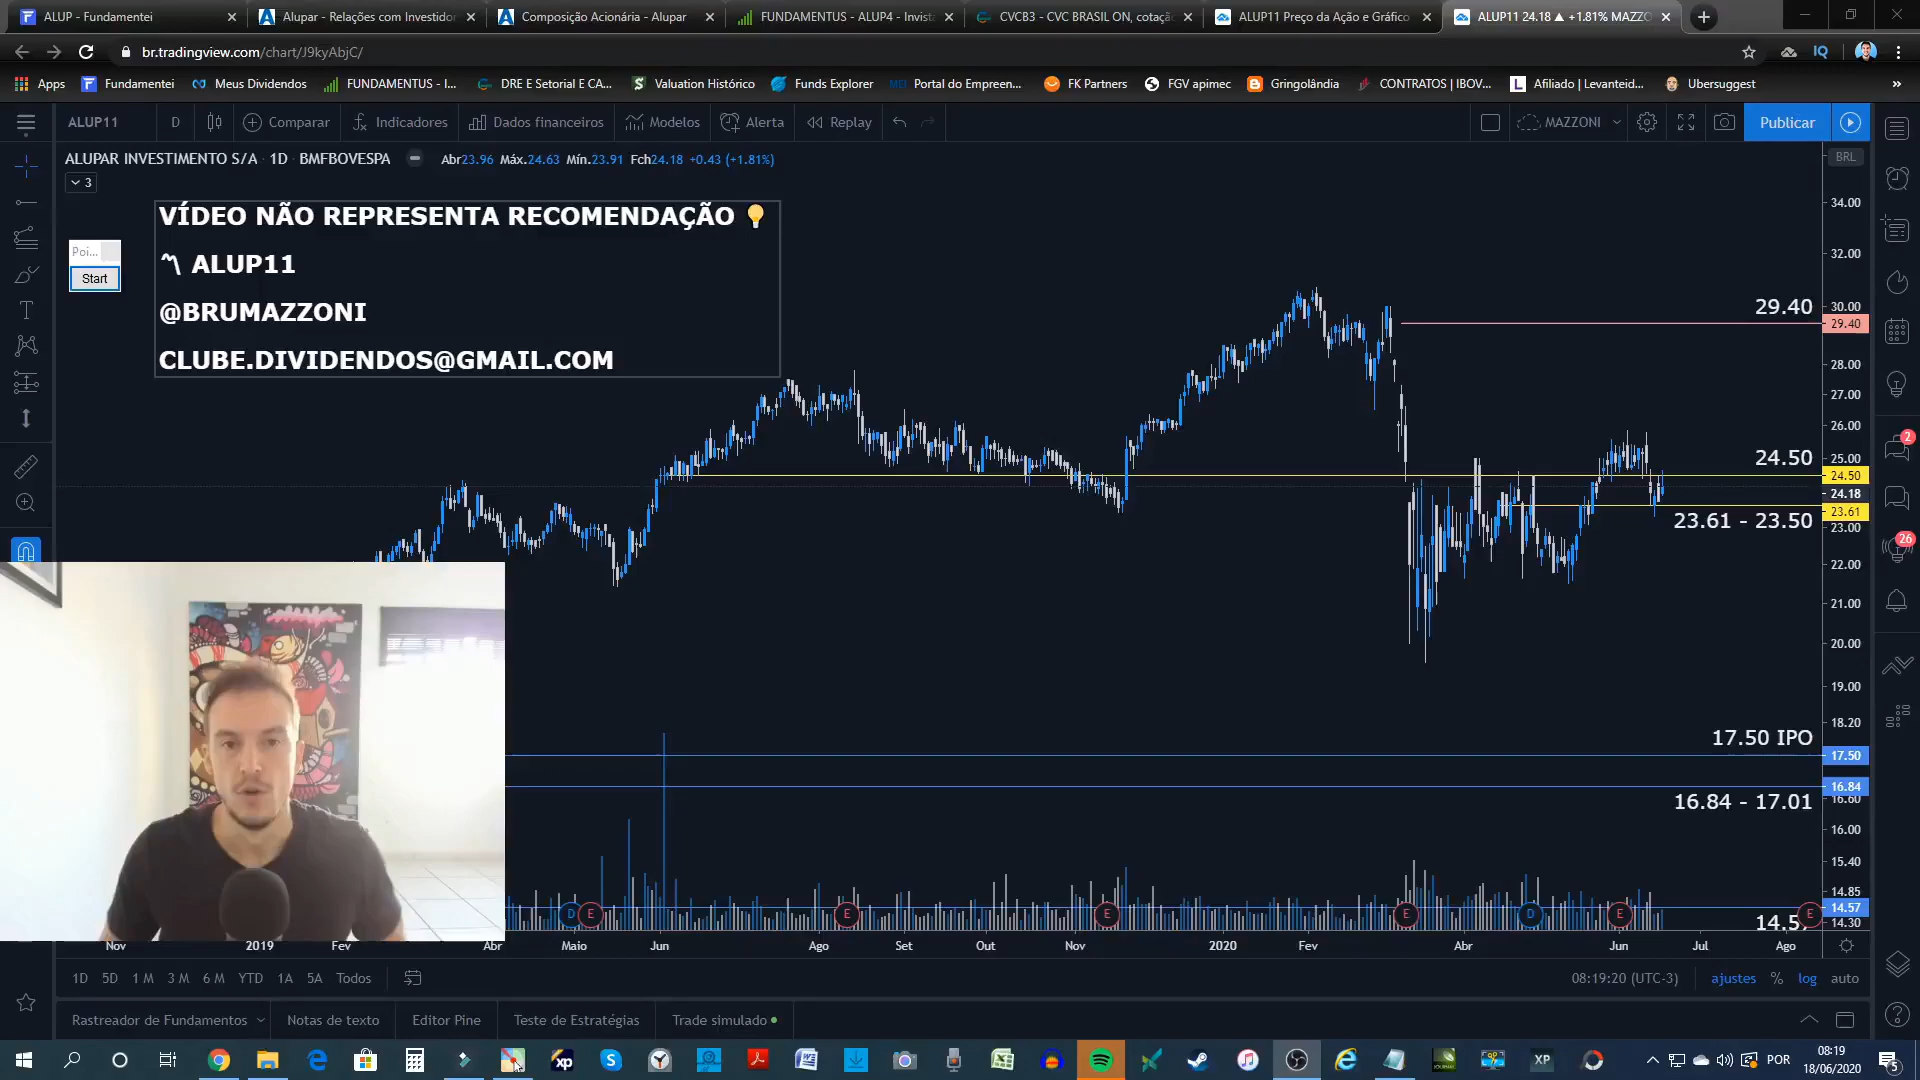 ALUP - Fundamentei
Alupar - Relações com Investidor
Composição Acionária - Alupar
FUNDAMENTUS - ALUP4 - Invista
CVCB3 - CVC BRASIL ON, cotação
ALUP11 Preço da Ação e Gráfico
ALUP11 24.18 ▲ +1.81% MAZZO
br.tradingview.com/chart/J9kyAbjC/
Apps
Fundamentei
Meus Dividendos
FUNDAMENTUS - I...
DRE E Setorial E CA...
Valuation Histórico
Funds Explorer
Portal do Empreen...
FK Partners
FGV apimec
Gringolândia
CONTRATOS | IBOV...
Afiliado | Levanteid...
Ubersuggest
»
ALUP11
D
Comparar
Indicadores
Dados financeiros
Modelos
Alerta
Replay
MAZZONI
Publicar
ALUPAR INVESTIMENTO S/A · 1D · BMFBOVESPA
Abr23.96 Máx.24.63 Mín.23.91 Fch24.18 +0.43 (+1.81%)
BRL
3
VÍDEO NÃO REPRESENTA RECOMENDAÇÃO 💡
ALUP11
@BRUMAZZONI
CLUBE.DIVIDENDOS@GMAIL.COM
Poi...
Start
34.00
32.00
29.40
30.00
29.40
28.00
27.00
26.00
24.50
25.00
24.50
24.18
23.61
23.61 - 23.50
23.00
22.00
21.00
20.00
19.00
18.20
17.50 IPO
17.50
16.84
16.60
16.84 - 17.01
16.00
15.40
14.85
14.57
14.30
2
26
D
E
E
E
E
D
E
E
Nov
2019
Fev
Abr
Maio
Jun
Ago
Set
Out
Nov
2020
Fev
Abr
Jun
Jul
Ago
1D 5D 1 M 3 M 6 M YTD 1A 5A Todos
08:19:20 (UTC-3)
ajustes % log auto
Rastreador de Fundamentos
Notas de texto
Editor Pine
Teste de Estratégias
Trade simulado
xp
XP
POR
08:19
18/06/2020
5